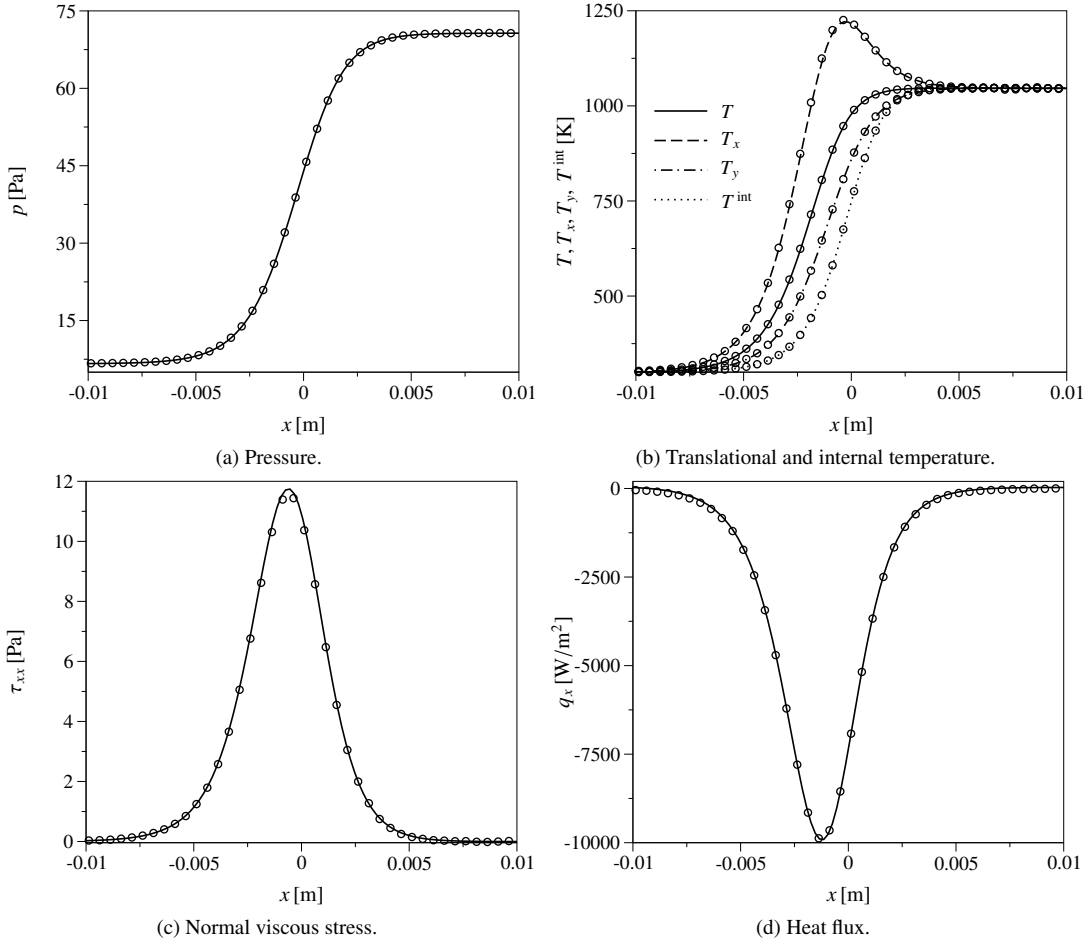 75
60
45
30
15
p [Pa]
-0.01 -0.005 0 0.005 0.01
x [m]
(a) Pressure.
1250
1000
750
500
T, T_x, T_y, T^int [K]
T
T_x
T_y
T^int
-0.01 -0.005 0 0.005 0.01
x [m]
(b) Translational and internal temperature.
12
10
8
6
4
2
0
τ_xx [Pa]
-0.01 -0.005 0 0.005 0.01
x [m]
(c) Normal viscous stress.
0
-2500
-5000
-7500
-10000
q_x [W/m²]
-0.01 -0.005 0 0.005 0.01
x [m]
(d) Heat flux.